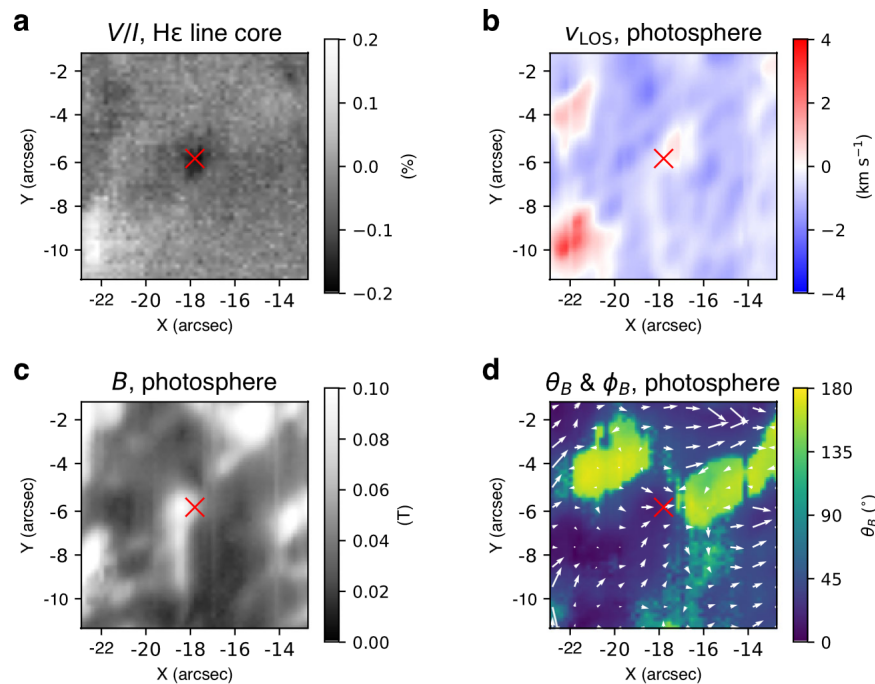 a
V/I, Hε line core
0.2
0.1
0.0
−0.1
−0.2
(%)
-2
-4
-6
-8
-10
Y (arcsec)
-22 -20 -18 -16 -14
X (arcsec)
b
v_LOS, photosphere
4
2
0
−2
−4
(km s⁻¹)
-2
-4
-6
-8
-10
Y (arcsec)
-22 -20 -18 -16 -14
X (arcsec)
c
B, photosphere
0.10
0.08
0.06
0.04
0.02
0.00
(T)
-2
-4
-6
-8
-10
Y (arcsec)
-22 -20 -18 -16 -14
X (arcsec)
d
θ_B & ϕ_B, photosphere
180
135
90
45
0
θ_B (°)
-2
-4
-6
-8
-10
Y (arcsec)
-22 -20 -18 -16 -14
X (arcsec)